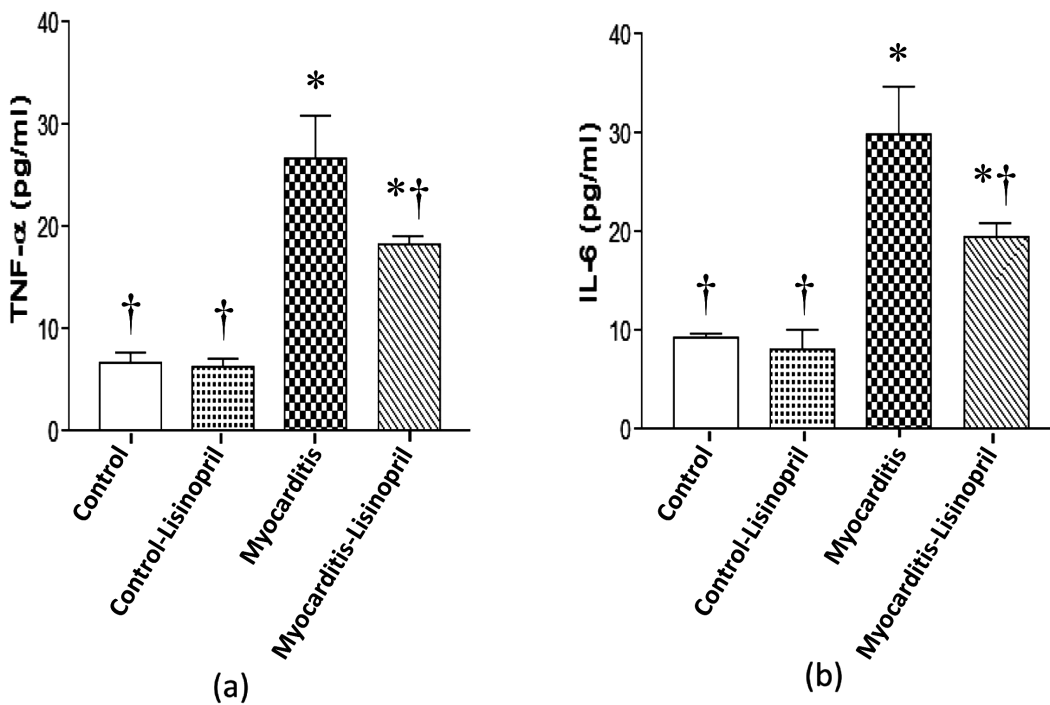 TNF-α (pg/ml)
40
30
20
10
0
*
*†
†
†
Control
Control-Lisinopril
Myocarditis
Myocarditis-Lisinopril
(a)
IL-6 (pg/ml)
40
30
20
10
0
*
*†
†
†
Control
Control-Lisinopril
Myocarditis
Myocarditis-Lisinopril
(b)